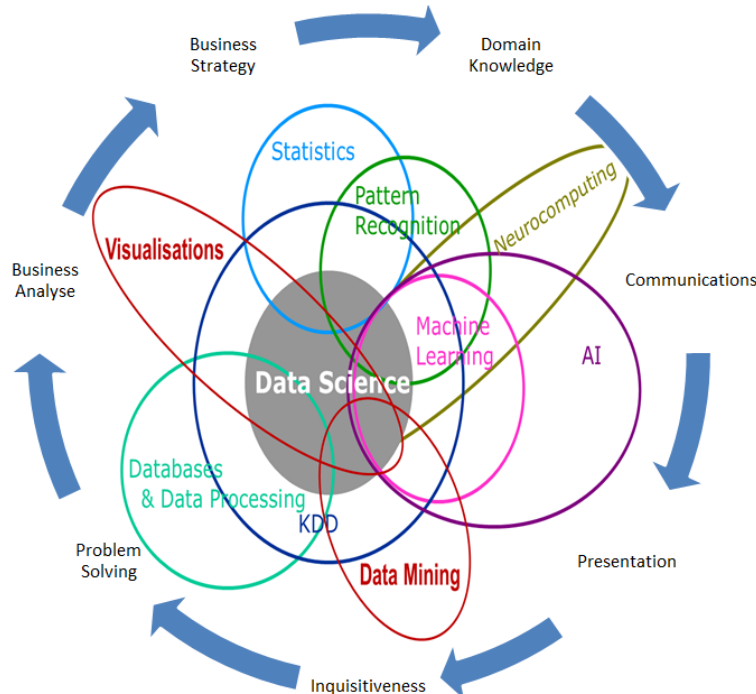 Business
Strategy
Domain
Knowledge
Statistics
Pattern
Recognition
Neurocomputing
Visualisations
Business
Analyse
Communications
Machine
Learning
AI
Data Science
Databases
& Data Processing
KDD
Problem
Solving
Data Mining
Presentation
Inquisitiveness